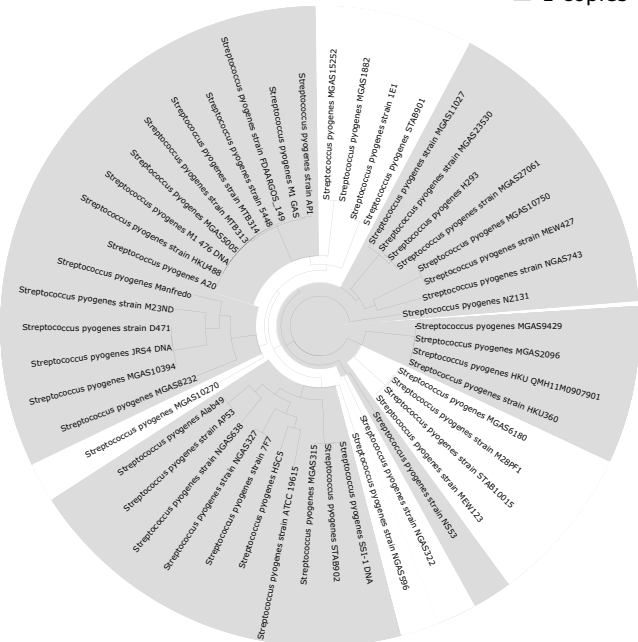 Streptococcus pyogenes MGAS15252
Streptococcus pyogenes MGAS1882
Streptococcus pyogenes strain 1E1
Streptococcus pyogenes STAB901
Streptococcus pyogenes strain MGAS11027
Streptococcus pyogenes strain MGAS23530
Streptococcus pyogenes H293
Streptococcus pyogenes strain MGAS27061
Streptococcus pyogenes MGAS10750
Streptococcus pyogenes strain MEW427
Streptococcus pyogenes strain NGAS743
Streptococcus pyogenes NZ131
Streptococcus pyogenes MGAS9429
Streptococcus pyogenes MGAS2096
Streptococcus pyogenes HKU QMH11M0907901
Streptococcus pyogenes strain HKU360
Streptococcus pyogenes MGAS6180
Streptococcus pyogenes strain M28PF1
Streptococcus pyogenes strain STAB10015
Streptococcus pyogenes strain MEW123
Streptococcus pyogenes strain NS53
Streptococcus pyogenes strain NGAS322
Streptococcus pyogenes strain NGAS596
Streptococcus pyogenes SSI-1 DNA
Streptococcus pyogenes STAB902
Streptococcus pyogenes MGAS315
Streptococcus pyogenes strain ATCC 19615
Streptococcus pyogenes HSC5
Streptococcus pyogenes strain 7F7
Streptococcus pyogenes strain NGAS327
Streptococcus pyogenes strain NGAS638
Streptococcus pyogenes strain AP53
Streptococcus pyogenes Alab49
Streptococcus pyogenes MGAS10270
Streptococcus pyogenes MGAS8232
Streptococcus pyogenes MGAS10394
Streptococcus pyogenes JRS4 DNA
Streptococcus pyogenes strain D471
Streptococcus pyogenes strain M23ND
Streptococcus pyogenes Manfredo
Streptococcus pyogenes A20
Streptococcus pyogenes strain HKU488
Streptococcus pyogenes M1 476 DNA
Streptococcus pyogenes MGAS5005
Streptococcus pyogenes strain MTB313
Streptococcus pyogenes strain MTB314
Streptococcus pyogenes strain 5448
Streptococcus pyogenes strain FDAARGOS_149
Streptococcus pyogenes M1 GAS
Streptococcus pyogenes strain AP1